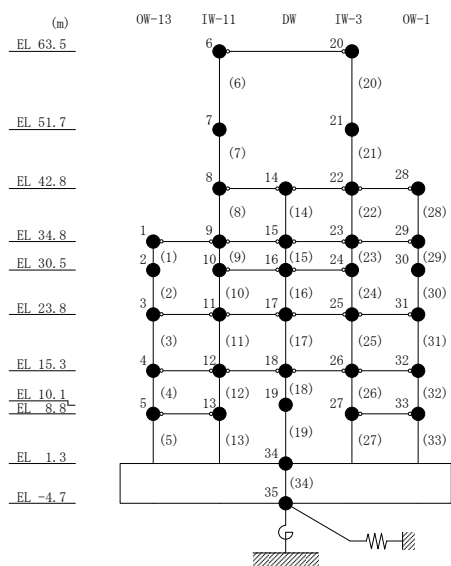 (m) OW-13 IW-11 DW IW-3 OW-1
EL 63.5 6 20
(6) (20)
EL 51.7 7 21
(7) (21)
EL 42.8 8 14 22 28
(8) (14) (22) (28)
EL 34.8 1 9 15 23 29
(1) (9) (15) (23) (29)
EL 30.5 2 10 16 24 30
(2) (10) (16) (24) (30)
EL 23.8 3 11 17 25 31
(3) (11) (17) (25) (31)
EL 15.3 4 12 18 26 32
(4) (12) (18) (26) (32)
EL 10.1 19
EL 8.8 5 13 27 33
(5) (13) (19) (27) (33)
EL 1.3 34
(34)
EL -4.7 35